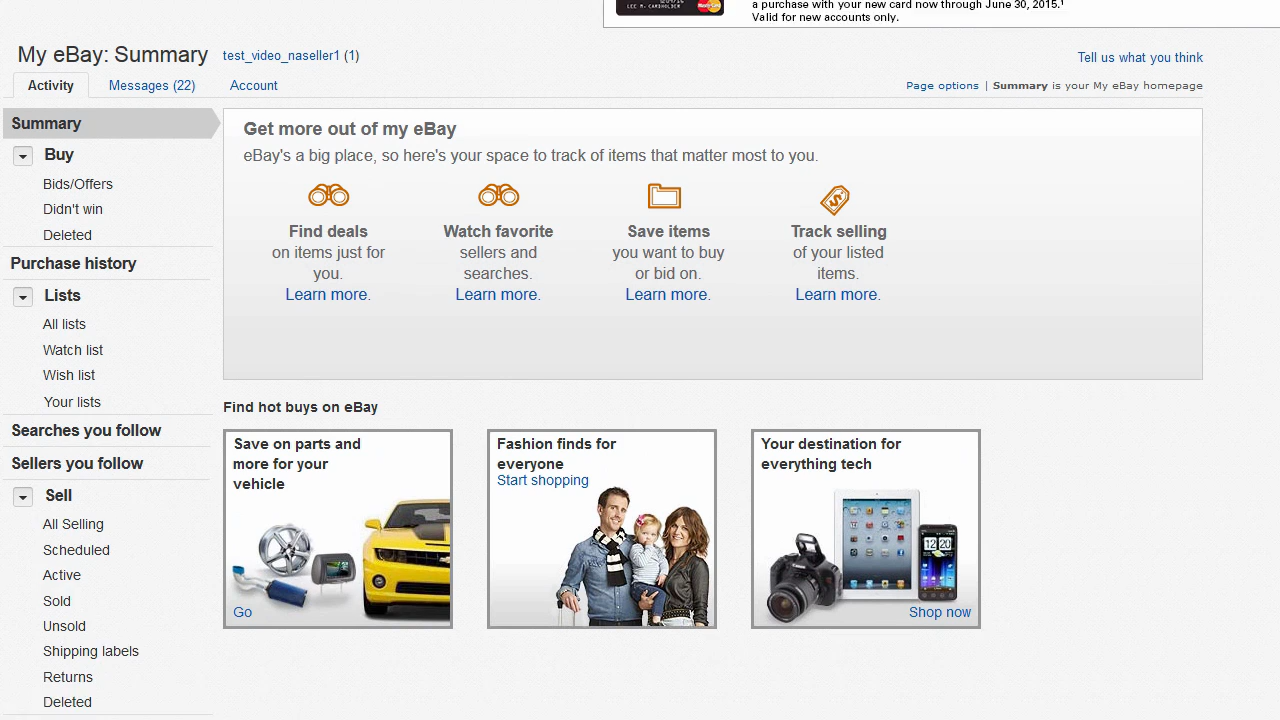 a purchase with your new card now through June 30, 2015.¹
LEE M. CARDHOLDER
MasterCard
Valid for new accounts only.
My eBay: Summary
test_video_naseller1 (1)
Tell us what you think
Activity
Messages (22)
Account
Page options | Summary is your My eBay homepage
Summary
Buy
Bids/Offers
Didn't win
Deleted
Purchase history
Lists
All lists
Watch list
Wish list
Your lists
Searches you follow
Sellers you follow
Sell
All Selling
Scheduled
Active
Sold
Unsold
Shipping labels
Returns
Deleted
Get more out of my eBay
eBay's a big place, so here's your space to track of items that matter most to you.
Find deals
on items just for
you.
Learn more.
Watch favorite
sellers and
searches.
Learn more.
Save items
you want to buy
or bid on.
Learn more.
$
Track selling
of your listed
items.
Learn more.
Find hot buys on eBay
Save on parts and
more for your
vehicle
Go
Fashion finds for
everyone
Start shopping
Your destination for
everything tech
12 20
Shop now